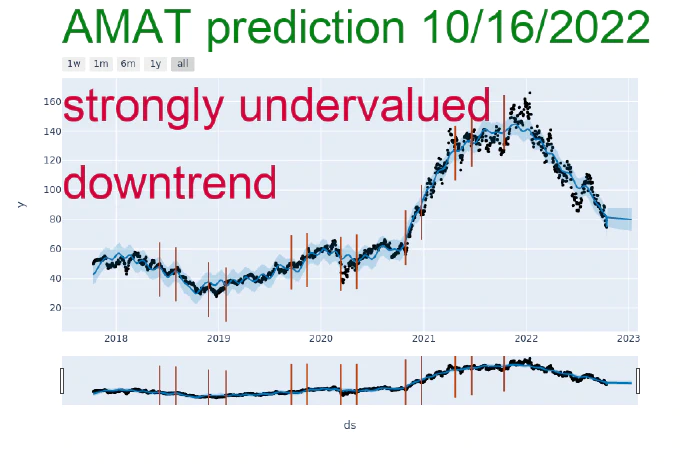 AMAT prediction 10/16/2022
1w 1m 6m 1y all
strongly undervalued
downtrend
160
140
120
100
80
60
40
20
y
2018 2019 2020 2021 2022 2023
ds